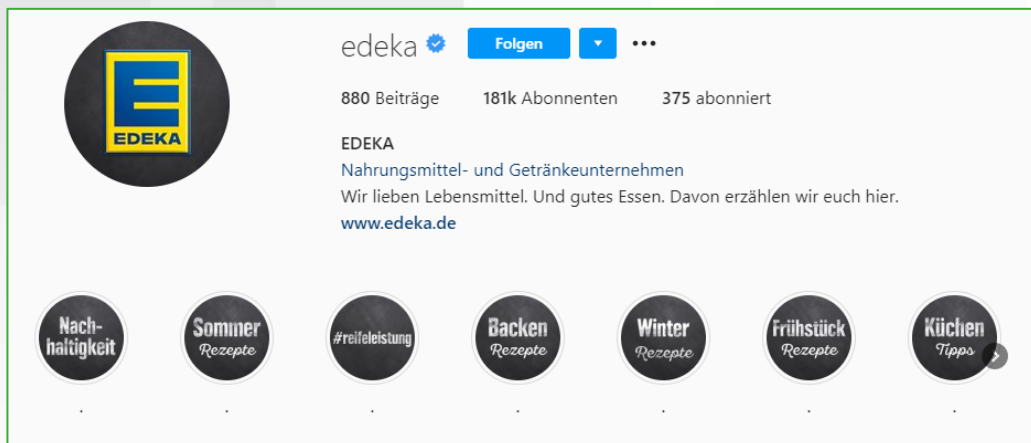 EDEKA
edeka
Folgen
880 Beiträge 181k Abonnenten 375 abonniert
EDEKA
Nahrungsmittel- und Getränkeunternehmen
Wir lieben Lebensmittel. Und gutes Essen. Davon erzählen wir euch hier.
www.edeka.de
Nach-
haltigkeit
Sommer
Rezepte
#reifeleistung
Backen
Rezepte
Winter
Rezepte
Frühstück
Rezepte
Küchen
Tipps
. . . . . . .